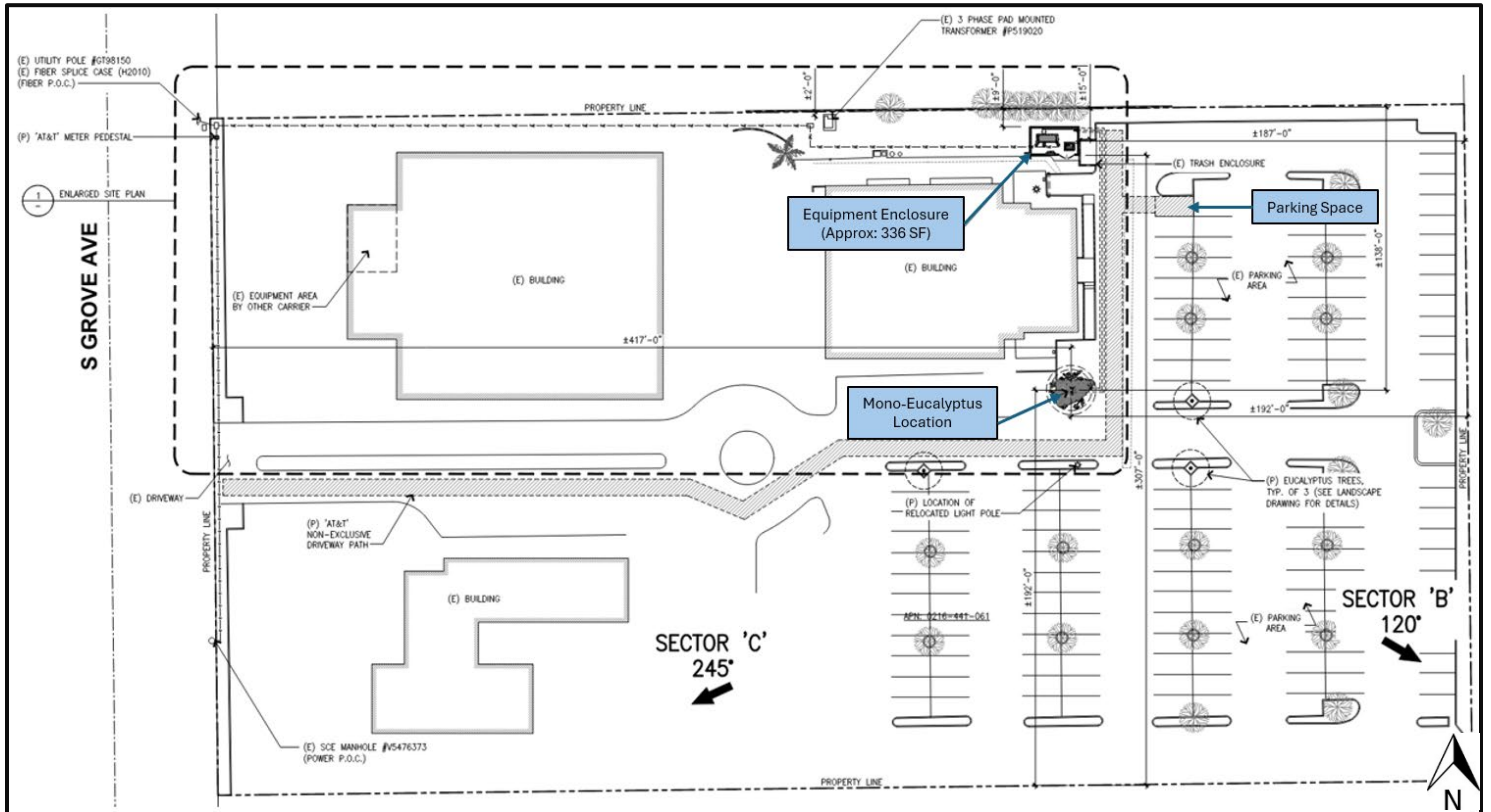 (E) 3 PHASE PAD MOUNTED
TRANSFORMER #P519020
(E) UTILITY POLE #GT98150
(E) FIBER SPLICE CASE (H2010)
(FIBER P.O.C.)
±2'-0"
±9'-0"
±15'-0"
PROPERTY LINE
(P) 'AT&T' METER PEDESTAL
±187'-0"
(E) TRASH ENCLOSURE
1
–
ENLARGED SITE PLAN
Equipment Enclosure
(Approx: 336 SF)
Parking Space
S GROVE AVE
±138'-0"
(E) BUILDING
(E) BUILDING
(E) PARKING
AREA
(E) EQUIPMENT AREA
BY OTHER CARRIER
±417'-0"
Mono-Eucalyptus
Location
±192'-0"
±307'-0"
PROPERTY LINE
(E) DRIVEWAY
(P) EUCALYPTUS TREES,
TYP. OF 3 (SEE LANDSCAPE
DRAWING FOR DETAILS)
(P) LOCATION OF
RELOCATED LIGHT POLE
PROPERTY LINE
(P) 'AT&T'
NON-EXCLUSIVE
DRIVEWAY PATH
(E) BUILDING
±192'-0"
APN: 0216-441-061
(E) PARKING
AREA
SECTOR 'B'
120°
SECTOR 'C'
245°
(E) SCE MANHOLE #V5476373
(POWER P.O.C.)
PROPERTY LINE
N